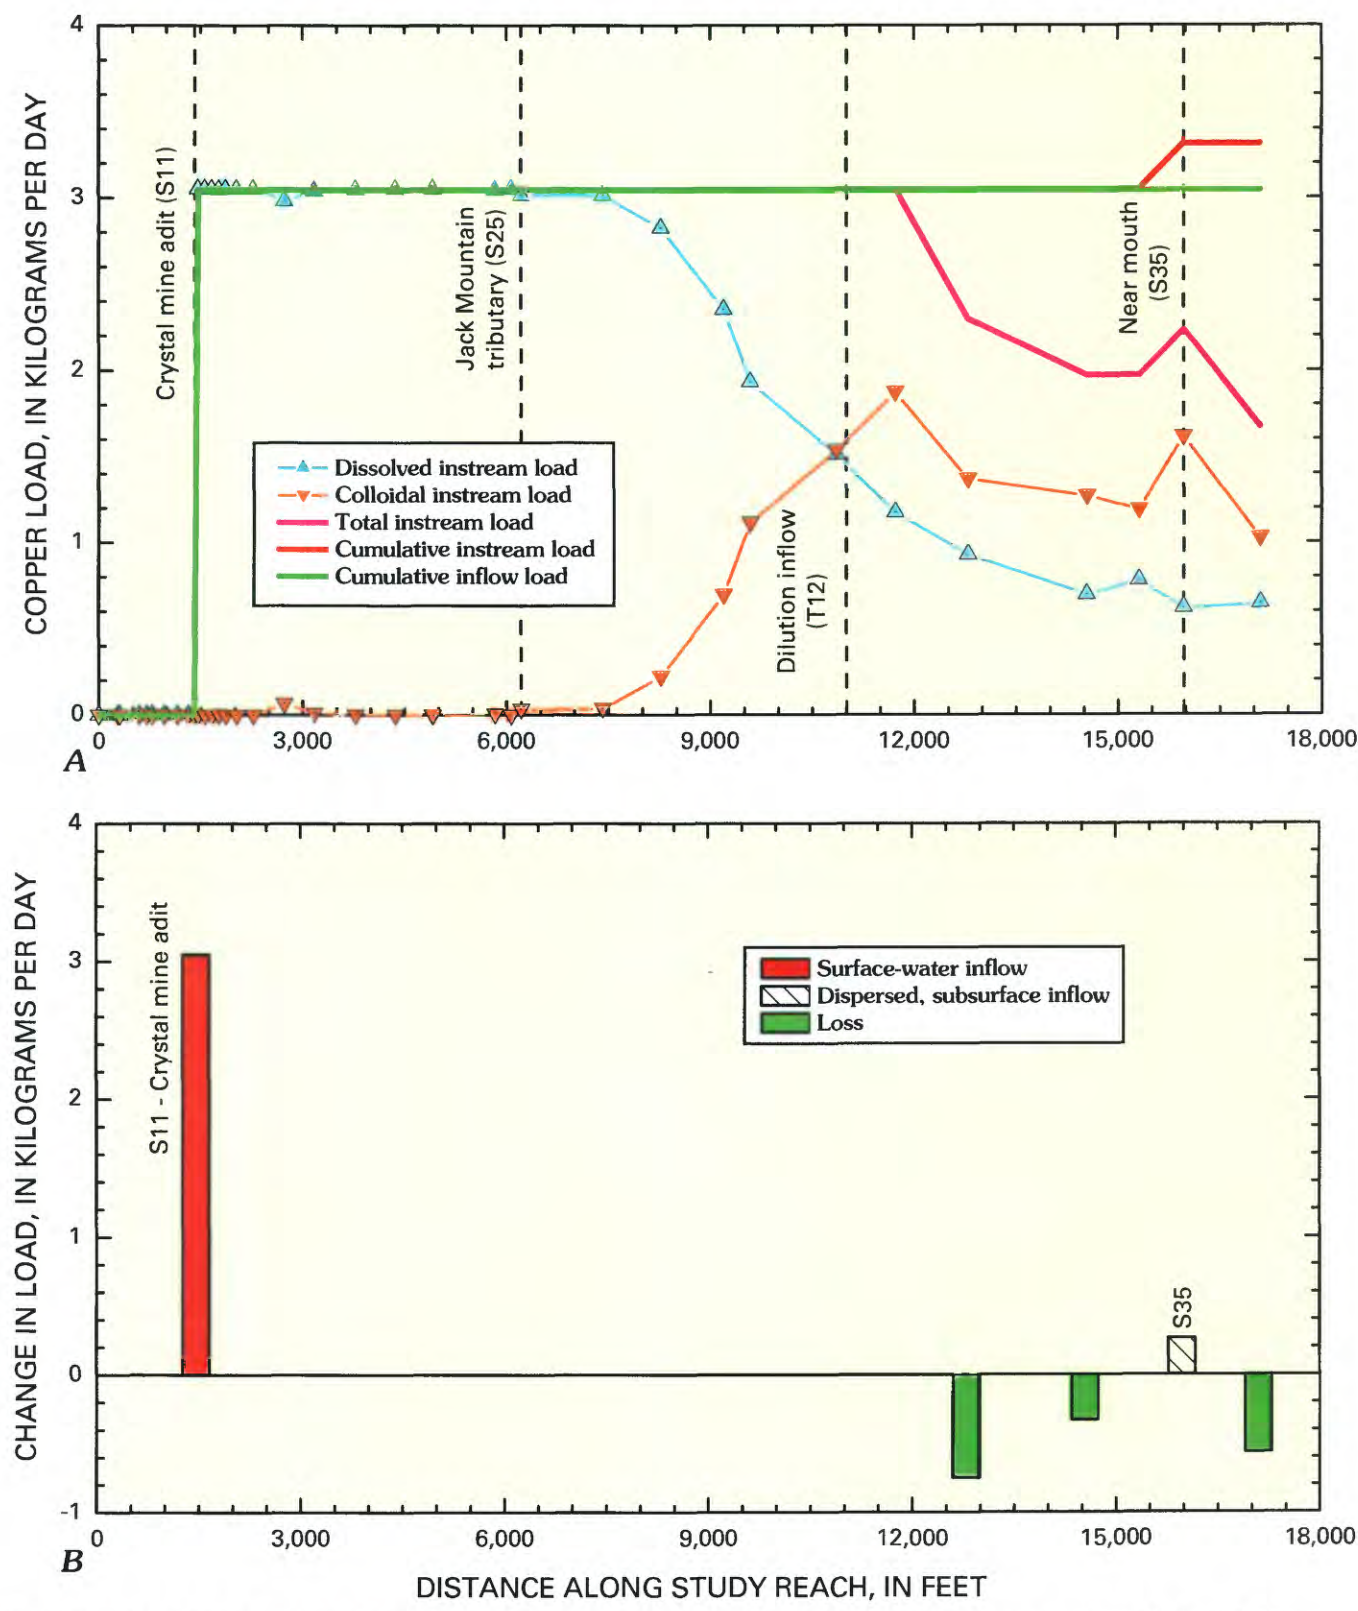 4
3
2
1
0
COPPER LOAD, IN KILOGRAMS PER DAY
Crystal mine adit (S11)
Jack Mountain
tributary (S25)
Dilution inflow
(T12)
Near mouth
(S35)
Dissolved instream load
Colloidal instream load
Total instream load
Cumulative instream load
Cumulative inflow load
0 3,000 6,000 9,000 12,000 15,000 18,000
A
4
3
2
1
0
-1
CHANGE IN LOAD, IN KILOGRAMS PER DAY
S11 - Crystal mine adit
Surface-water inflow
Dispersed, subsurface inflow
Loss
S35
0 3,000 6,000 9,000 12,000 15,000 18,000
B
DISTANCE ALONG STUDY REACH, IN FEET